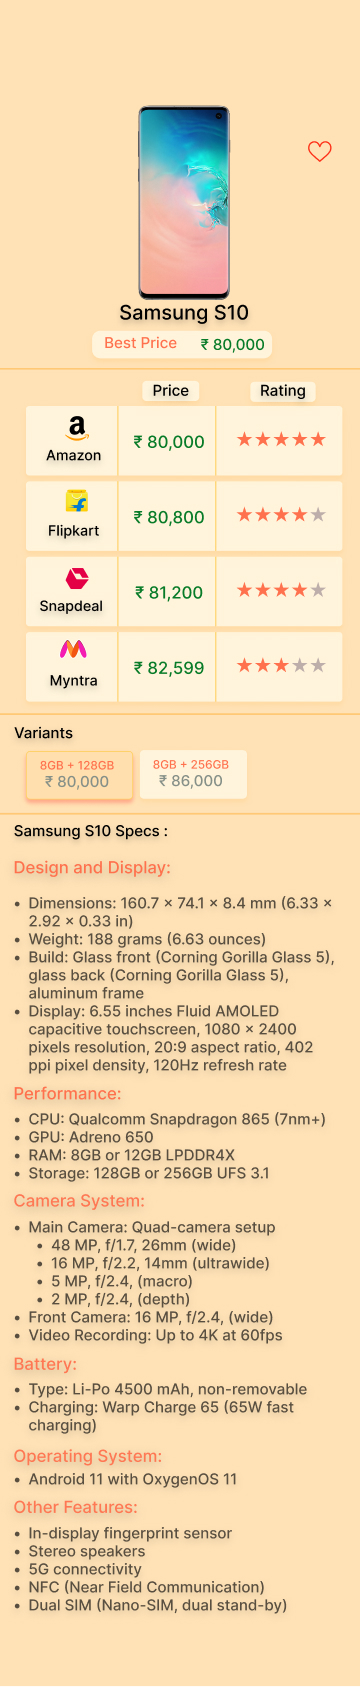 Samsung S10
Best Price ₹ 80,000
Price Rating
a
Amazon ₹ 80,000
Flipkart ₹ 80,800
Snapdeal ₹ 81,200
Myntra ₹ 82,599
Variants
8GB + 128GB 8GB + 256GB
₹ 80,000 ₹ 86,000
Samsung S10 Specs :
Design and Display:
• Dimensions: 160.7 × 74.1 × 8.4 mm (6.33 ×
2.92 × 0.33 in)
• Weight: 188 grams (6.63 ounces)
• Build: Glass front (Corning Gorilla Glass 5),
glass back (Corning Gorilla Glass 5),
aluminum frame
• Display: 6.55 inches Fluid AMOLED
capacitive touchscreen, 1080 × 2400
pixels resolution, 20:9 aspect ratio, 402
ppi pixel density, 120Hz refresh rate
Performance:
• CPU: Qualcomm Snapdragon 865 (7nm+)
• GPU: Adreno 650
• RAM: 8GB or 12GB LPDDR4X
• Storage: 128GB or 256GB UFS 3.1
Camera System:
• Main Camera: Quad-camera setup
• 48 MP, f/1.7, 26mm (wide)
• 16 MP, f/2.2, 14mm (ultrawide)
• 5 MP, f/2.4, (macro)
• 2 MP, f/2.4, (depth)
• Front Camera: 16 MP, f/2.4, (wide)
• Video Recording: Up to 4K at 60fps
Battery:
• Type: Li-Po 4500 mAh, non-removable
• Charging: Warp Charge 65 (65W fast
charging)
Operating System:
• Android 11 with OxygenOS 11
Other Features:
• In-display fingerprint sensor
• Stereo speakers
• 5G connectivity
• NFC (Near Field Communication)
• Dual SIM (Nano-SIM, dual stand-by)